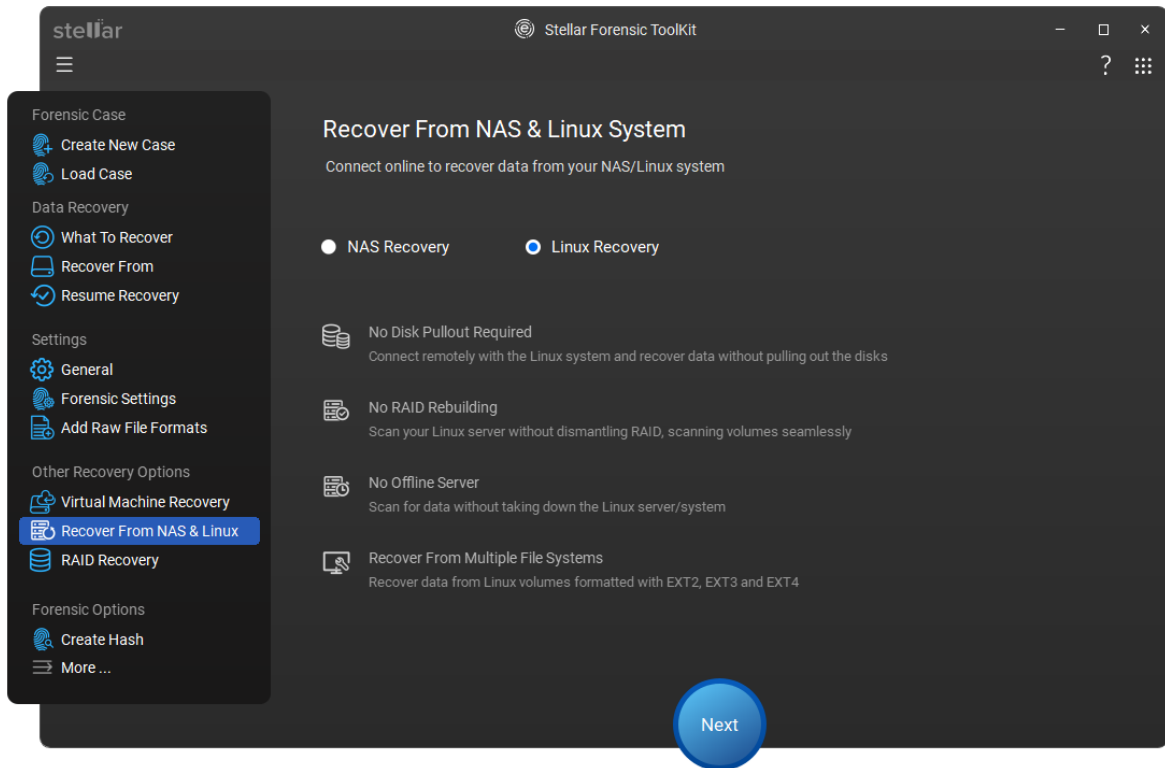 stellar
Stellar Forensic ToolKit
?
Forensic Case
Create New Case
Load Case
Data Recovery
What To Recover
Recover From
Resume Recovery
Settings
General
Forensic Settings
Add Raw File Formats
Other Recovery Options
Virtual Machine Recovery
Recover From NAS & Linux
RAID Recovery
Forensic Options
Create Hash
More ...
Recover From NAS & Linux System
Connect online to recover data from your NAS/Linux system
NAS Recovery
Linux Recovery
No Disk Pullout Required
Connect remotely with the Linux system and recover data without pulling out the disks
No RAID Rebuilding
Scan your Linux server without dismantling RAID, scanning volumes seamlessly
No Offline Server
Scan for data without taking down the Linux server/system
Recover From Multiple File Systems
Recover data from Linux volumes formatted with EXT2, EXT3 and EXT4
Next